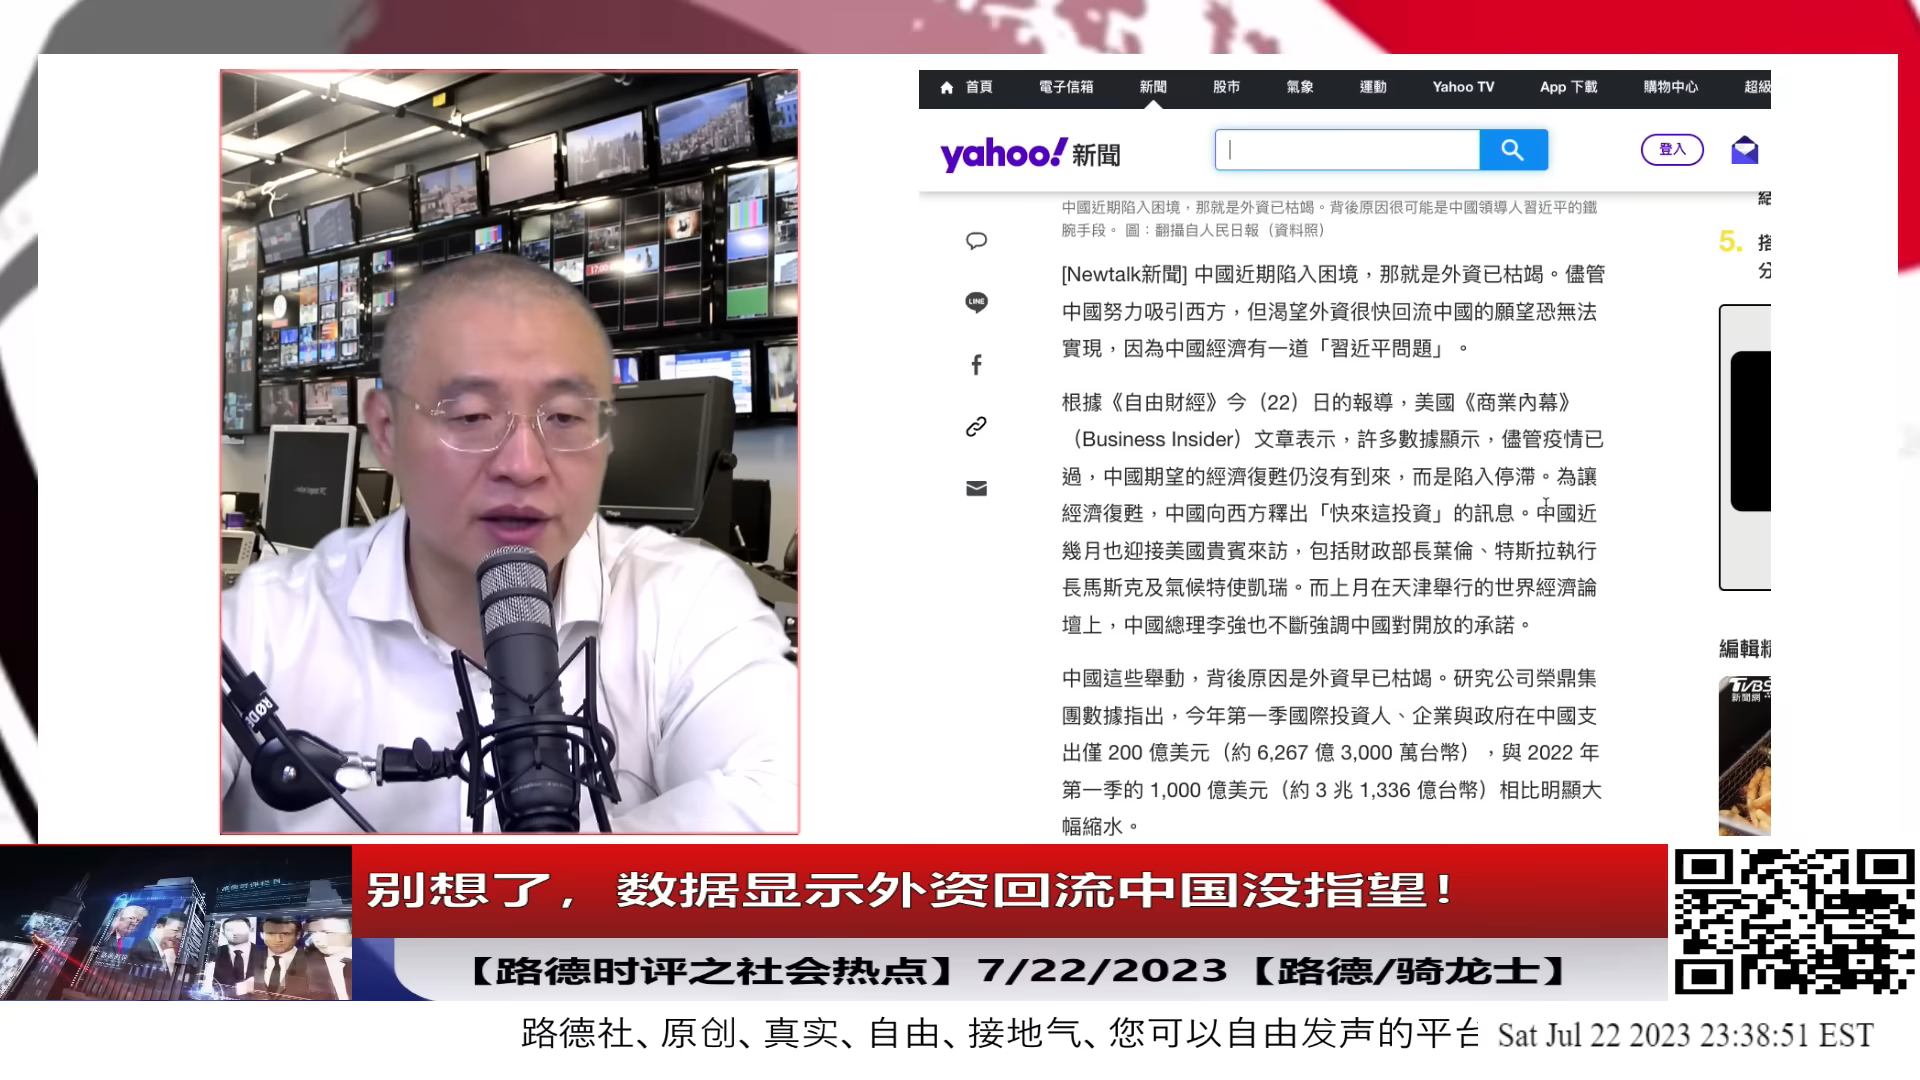 首頁 電子信箱 新聞 股市 氣象 運動 Yahoo TV App 下載 購物中心 超級
yahoo! 新聞
登入
中國近期陷入困境，那就是外資已枯竭。背後原因很可能是中國領導人習近平的鐵
腕手段。 圖：翻攝自人民日報（資料照）
[Newtalk新聞] 中國近期陷入困境，那就是外資已枯竭。儘管
中國努力吸引西方，但渴望外資很快回流中國的願望恐無法
實現，因為中國經濟有一道「習近平問題」。
根據《自由財經》今（22）日的報導，美國《商業內幕》
（Business Insider）文章表示，許多數據顯示，儘管疫情已
過，中國期望的經濟復甦仍沒有到來，而是陷入停滯。為讓
經濟復甦，中國向西方釋出「快來這投資」的訊息。中國近
幾月也迎接美國貴賓來訪，包括財政部長葉倫、特斯拉執行
長馬斯克及氣候特使凱瑞。而上月在天津舉行的世界經濟論
壇上，中國總理李強也不斷強調中國對開放的承諾。
中國這些舉動，背後原因是外資早已枯竭。研究公司榮鼎集
團數據指出，今年第一季國際投資人、企業與政府在中國支
出僅 200 億美元（約 6,267 億 3,000 萬台幣），與 2022 年
第一季的 1,000 億美元（約 3 兆 1,336 億台幣）相比明顯大
幅縮水。
LINE
5.
編輯精
TVBS
新聞網
17:00
RØDE
别想了，数据显示外资回流中国没指望！
【路德时评之社会热点】7/22/2023【路德/骑龙士】
路德社、原创、真实、自由、接地气、您可以自由发声的平台
Sat Jul 22 2023 23:38:51 EST